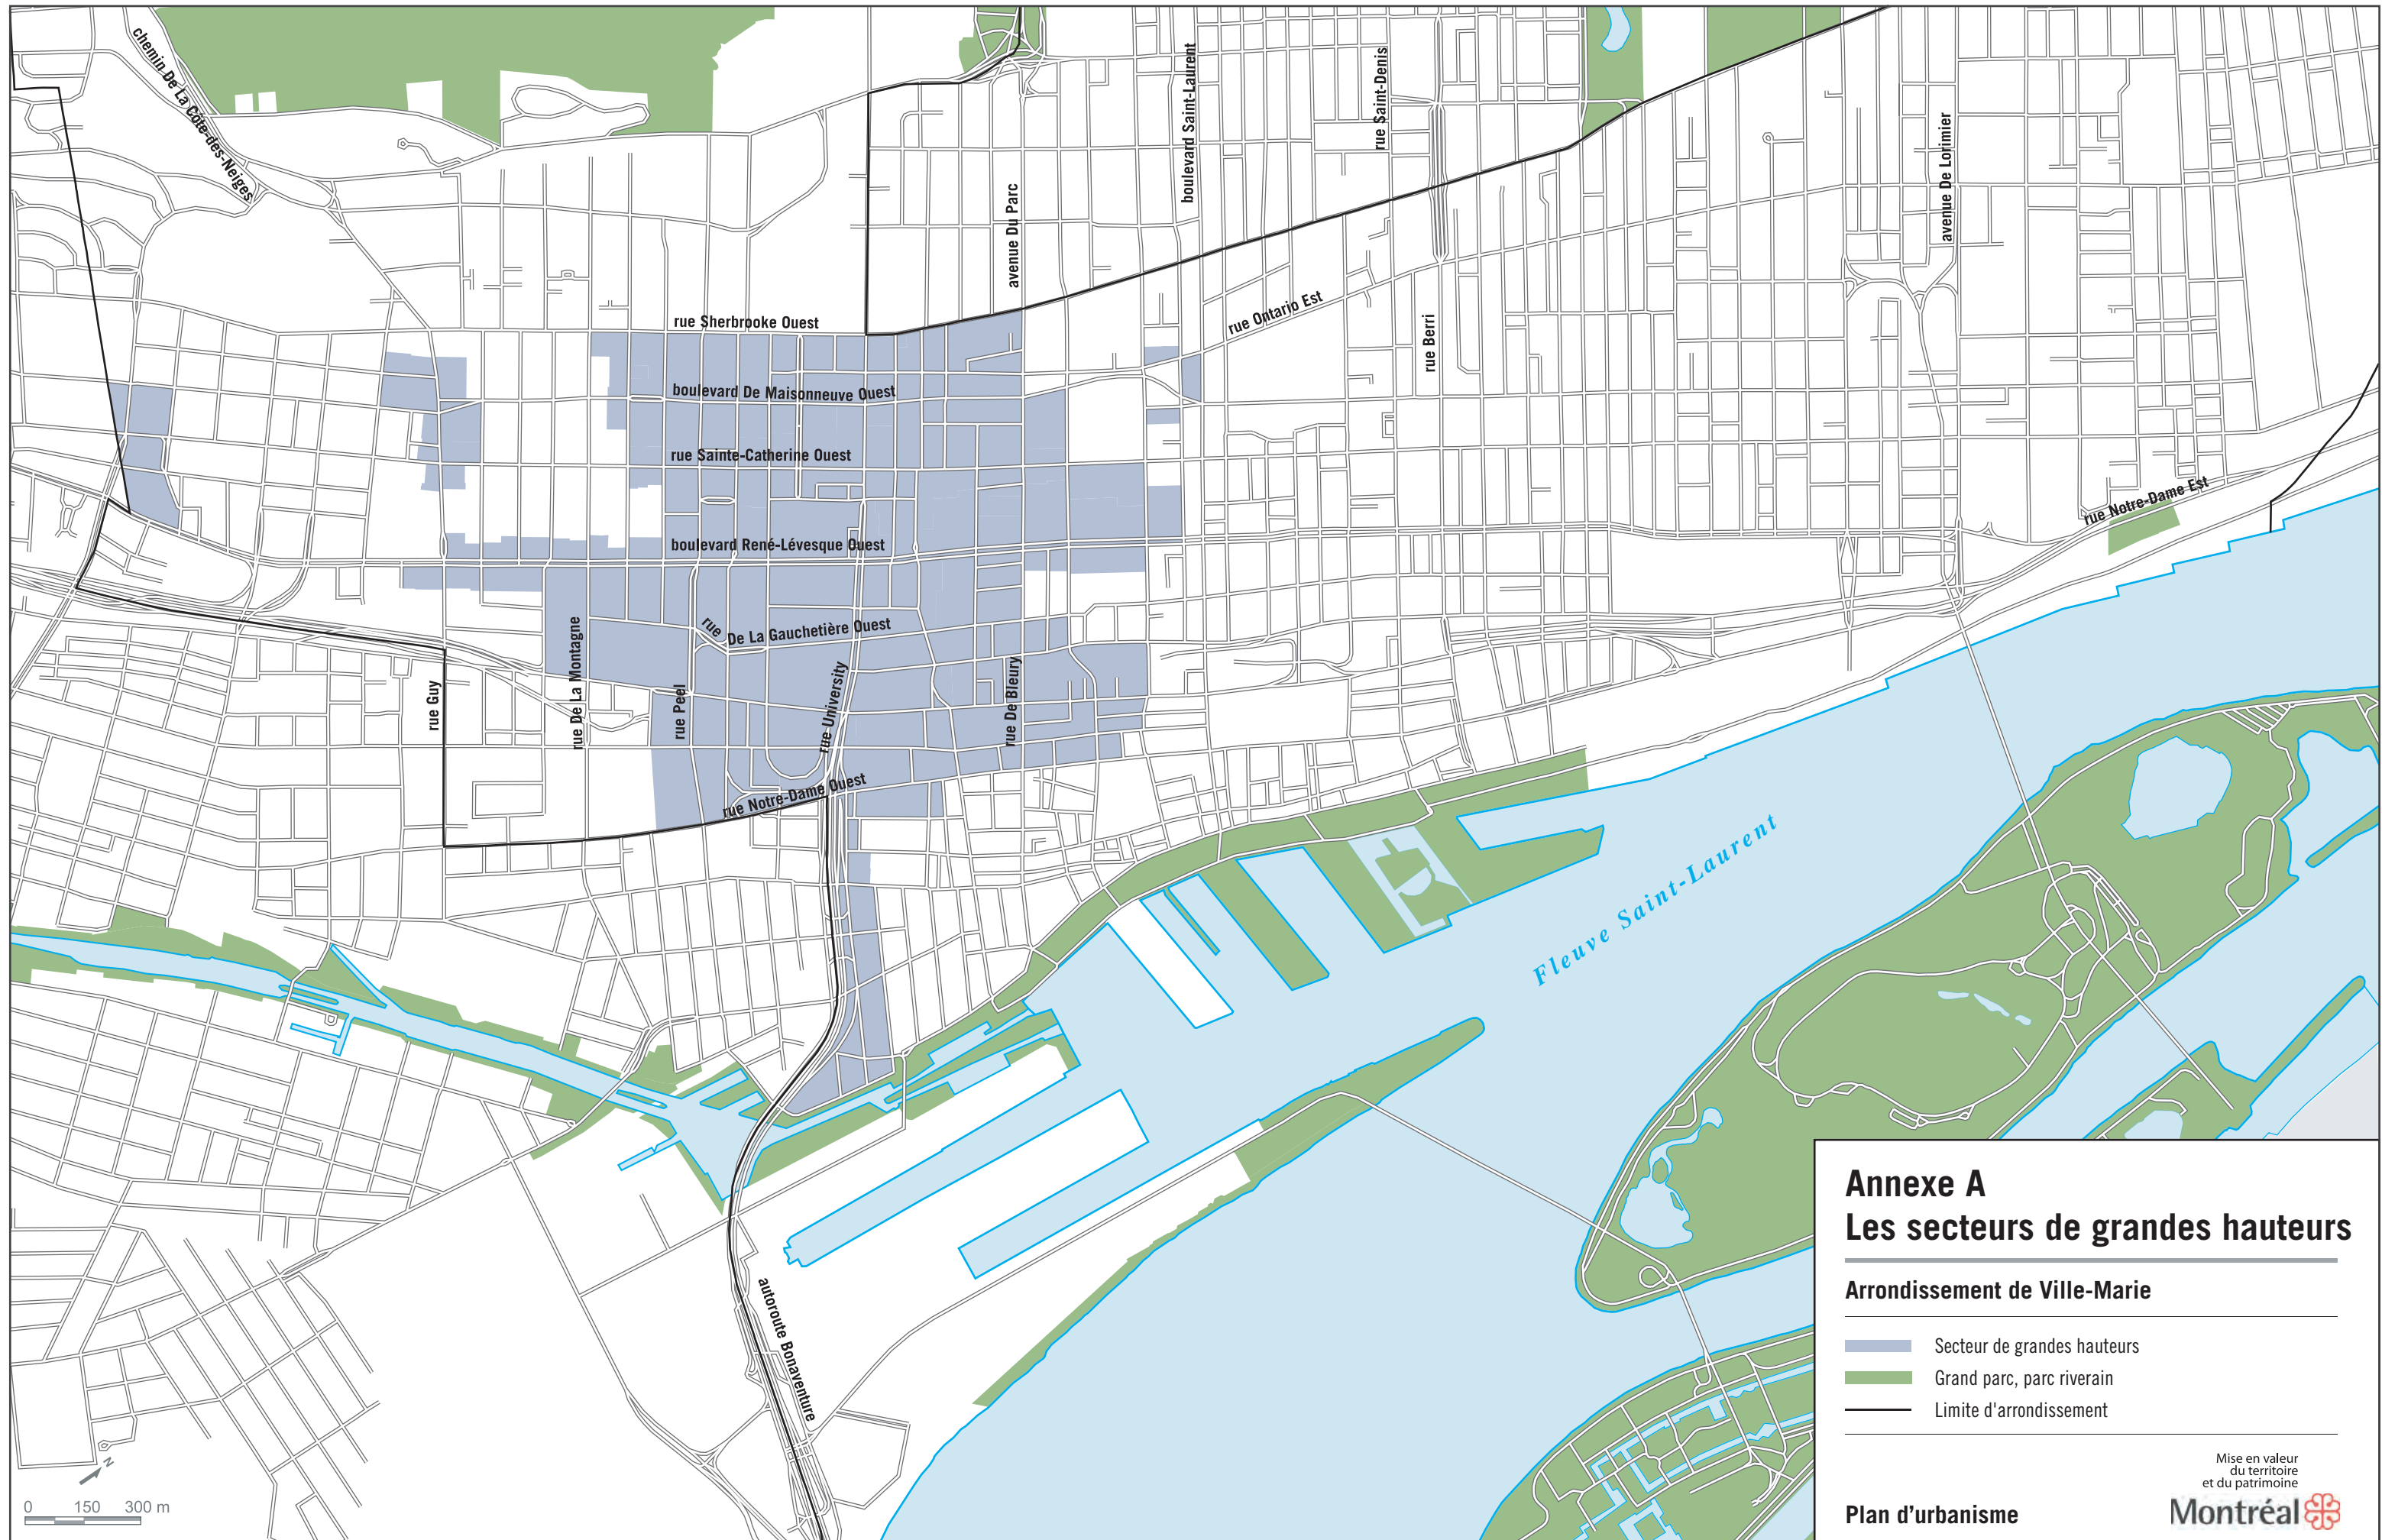 chemin De La Côte-des-Neiges
boulevard Saint-Laurent
rue Saint-Denis
avenue Du Parc
avenue De Lorimier
rue Sherbrooke Ouest
rue Ontario Est
rue Berri
boulevard De Maisonneuve Ouest
rue Sainte-Catherine Ouest
rue Notre-Dame Est
boulevard René-Lévesque Ouest
rue De La Gauchetière Ouest
rue Guy
rue De La Montagne
rue Peel
rue University
rue De Bleury
rue Notre-Dame Ouest
Fleuve Saint-Laurent
autoroute Bonaventure
N
0 150 300 m
Annexe A
Les secteurs de grandes hauteurs
Arrondissement de Ville-Marie
Secteur de grandes hauteurs
Grand parc, parc riverain
Limite d'arrondissement
Mise en valeur
du territoire
et du patrimoine
Plan d’urbanisme
Montréal